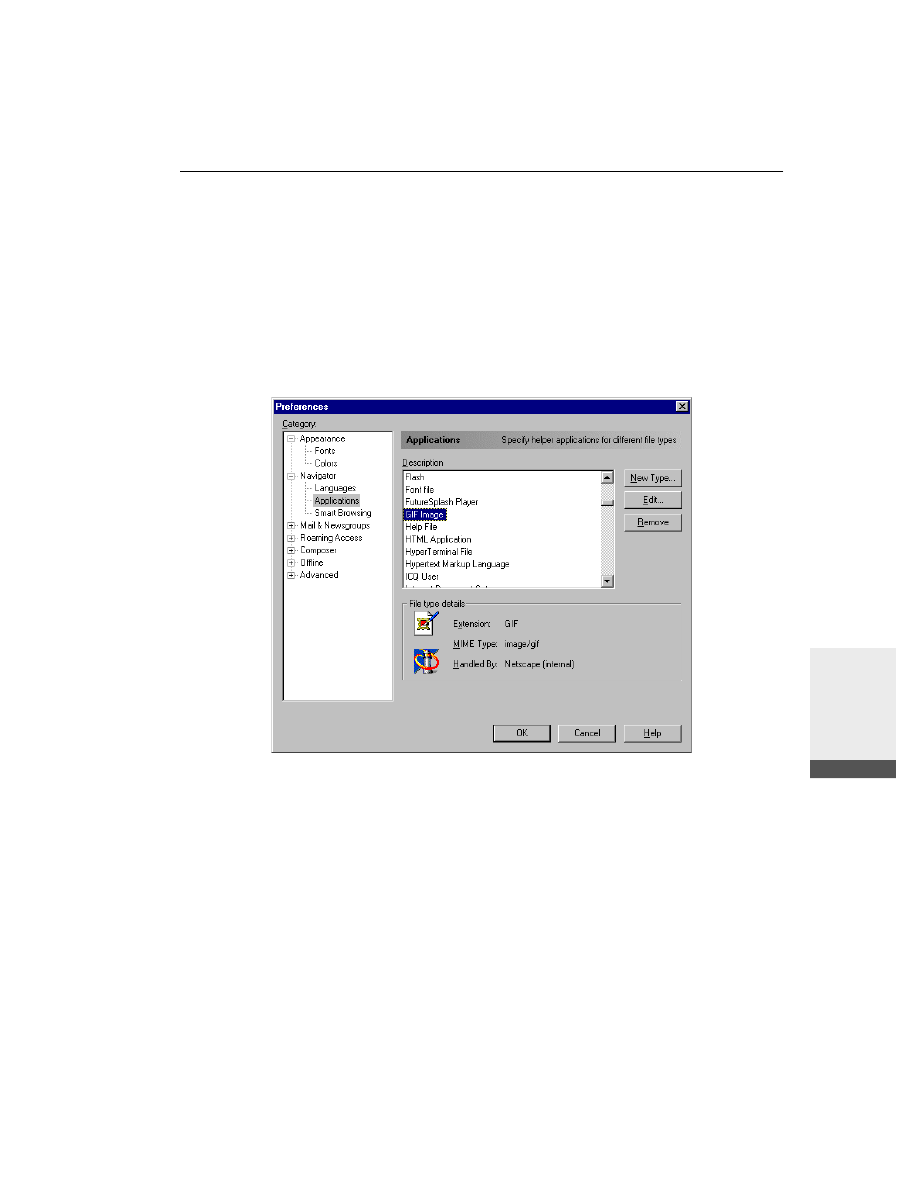 Preferences
Category:
Appearance
Fonts
Colors
Navigator
Languages
Applications
Smart Browsing
Mail & Newsgroups
Roaming Access
Composer
Offline
Advanced
Applications Specify helper applications for different file types
Description
Flash
Font file
FutureSplash Player
GIF Image
Help File
HTML Application
HyperTerminal File
Hypertext Markup Language
ICQ User
New Type...
Edit...
Remove
File type details
Extension: GIF
MIME Type: image/gif
Handled By: Netscape (internal)
OK Cancel Help